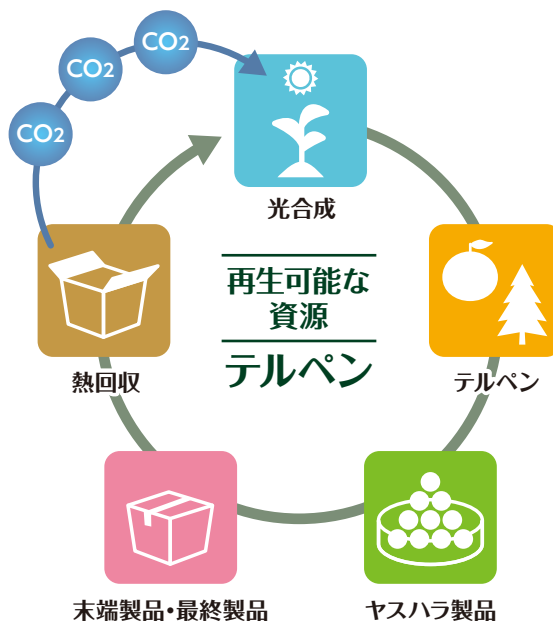 CO2
CO2
CO2
光合成
再生可能な
資源
テルペン
熱回収
テルペン
末端製品・最終製品
ヤスハラ製品